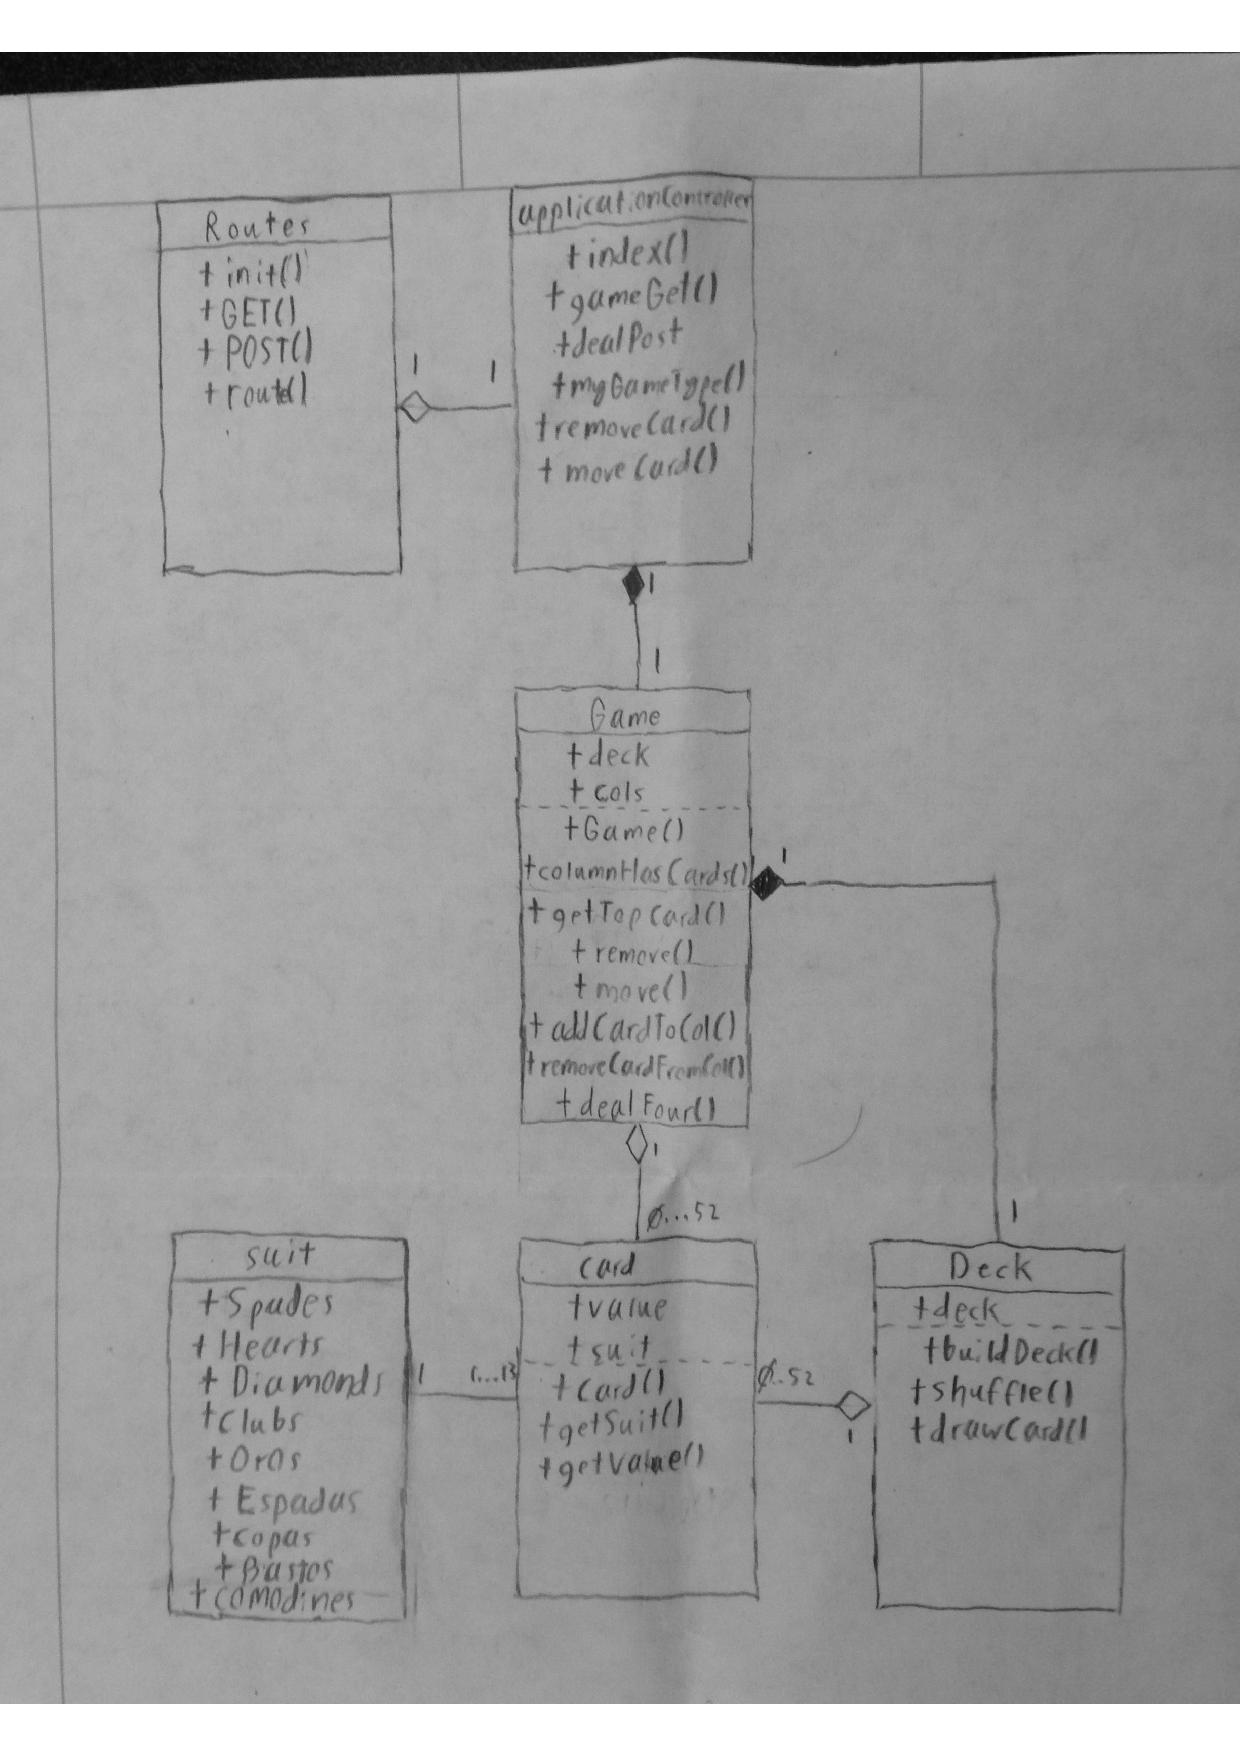 Routes
+ init()
+ GET()
+ POST()
+ route()
applicationController
+ index()
+ gameGet()
+ dealPost
+ myGameType()
+ removeCard()
+ moveCard()
1
1
1
1
Game
+ deck
+ cols
+ Game()
+ columnHasCards()
+ getTopCard()
+ remove()
+ move()
+ addCardToCol()
+ removeCardFromCol()
+ dealFour()
1
1
1
0...52
suit
+ Spades
+ Hearts
+ Diamonds
+ Clubs
+ Oros
+ Espadas
+ copas
+ Bastos
+ comodines
1
1...13
card
+ value
+ suit
+ Card()
+ getSuit()
+ getValue()
0..52
1
Deck
+ deck
+ buildDeck()
+ shuffle()
+ drawCard()